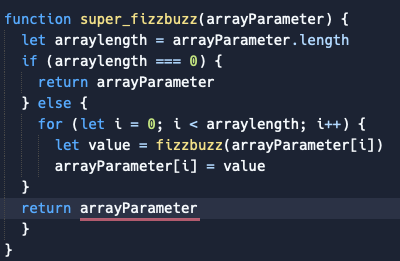 function super_fizzbuzz(arrayParameter) {
  let arraylength = arrayParameter.length
  if (arraylength === 0) {
    return arrayParameter
  } else {
    for (let i = 0; i < arraylength; i++) {
      let value = fizzbuzz(arrayParameter[i])
      arrayParameter[i] = value
  }
  return arrayParameter
  }
}